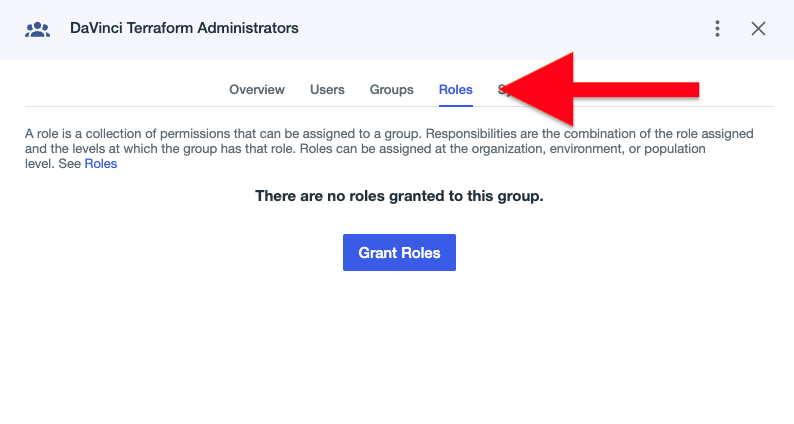 DaVinci Terraform Administrators
Overview Users Groups Roles
A role is a collection of permissions that can be assigned to a group. Responsibilities are the combination of the role assigned
and the levels at which the group has that role. Roles can be assigned at the organization, environment, or population
level. See Roles
There are no roles granted to this group.
Grant Roles